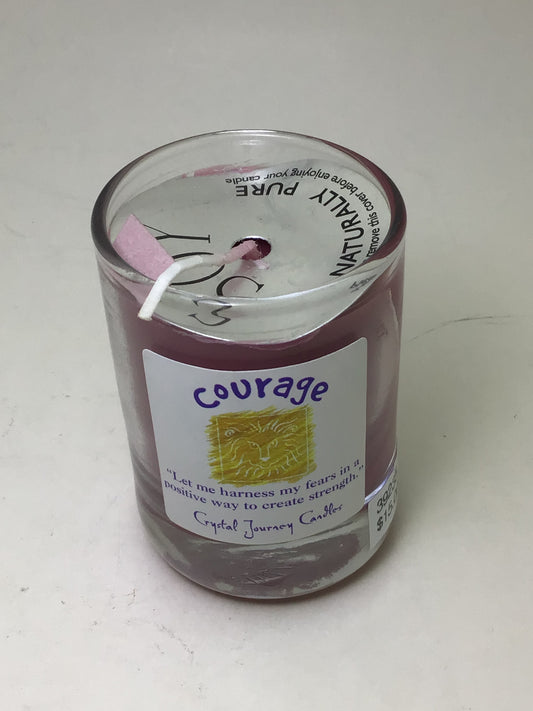 NATURALLY PURE
remove this cover before enjoying your candle
SOY
courage
"Let me harness my fears in a
positive way to create strength."
Crystal Journey Candles